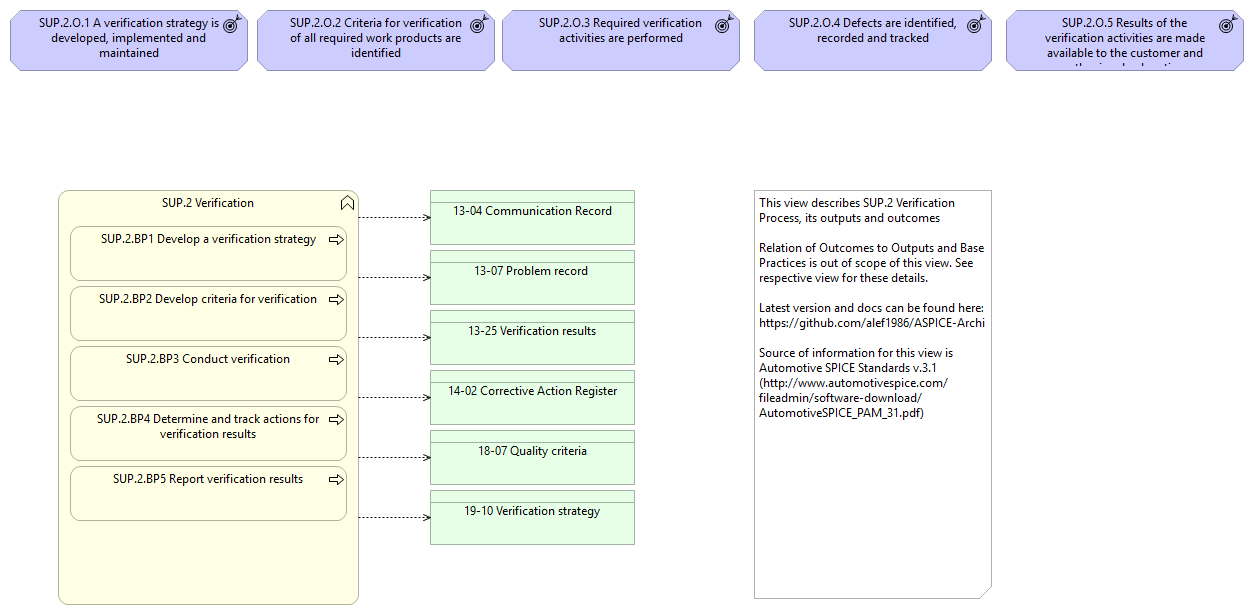 SUP.2.O.1 A verification strategy is
developed, implemented and
maintained
SUP.2.O.2 Criteria for verification
of all required work products are
identified
SUP.2.O.3 Required verification
activities are performed
SUP.2.O.4 Defects are identified,
recorded and tracked
SUP.2.O.5 Results of the
verification activities are made
available to the customer and
SUP.2 Verification
SUP.2.BP1 Develop a verification strategy
SUP.2.BP2 Develop criteria for verification
SUP.2.BP3 Conduct verification
SUP.2.BP4 Determine and track actions for
verification results
SUP.2.BP5 Report verification results
13-04 Communication Record
13-07 Problem record
13-25 Verification results
14-02 Corrective Action Register
18-07 Quality criteria
19-10 Verification strategy
This view describes SUP.2 Verification
Process, its outputs and outcomes
Relation of Outcomes to Outputs and Base
Practices is out of scope of this view. See
respective view for these details.
Latest version and docs can be found here:
https://github.com/alef1986/ASPICE-Archi
Source of information for this view is
Automotive SPICE Standards v.3.1
(http://www.automotivespice.com/
fileadmin/software-download/
AutomotiveSPICE_PAM_31.pdf)